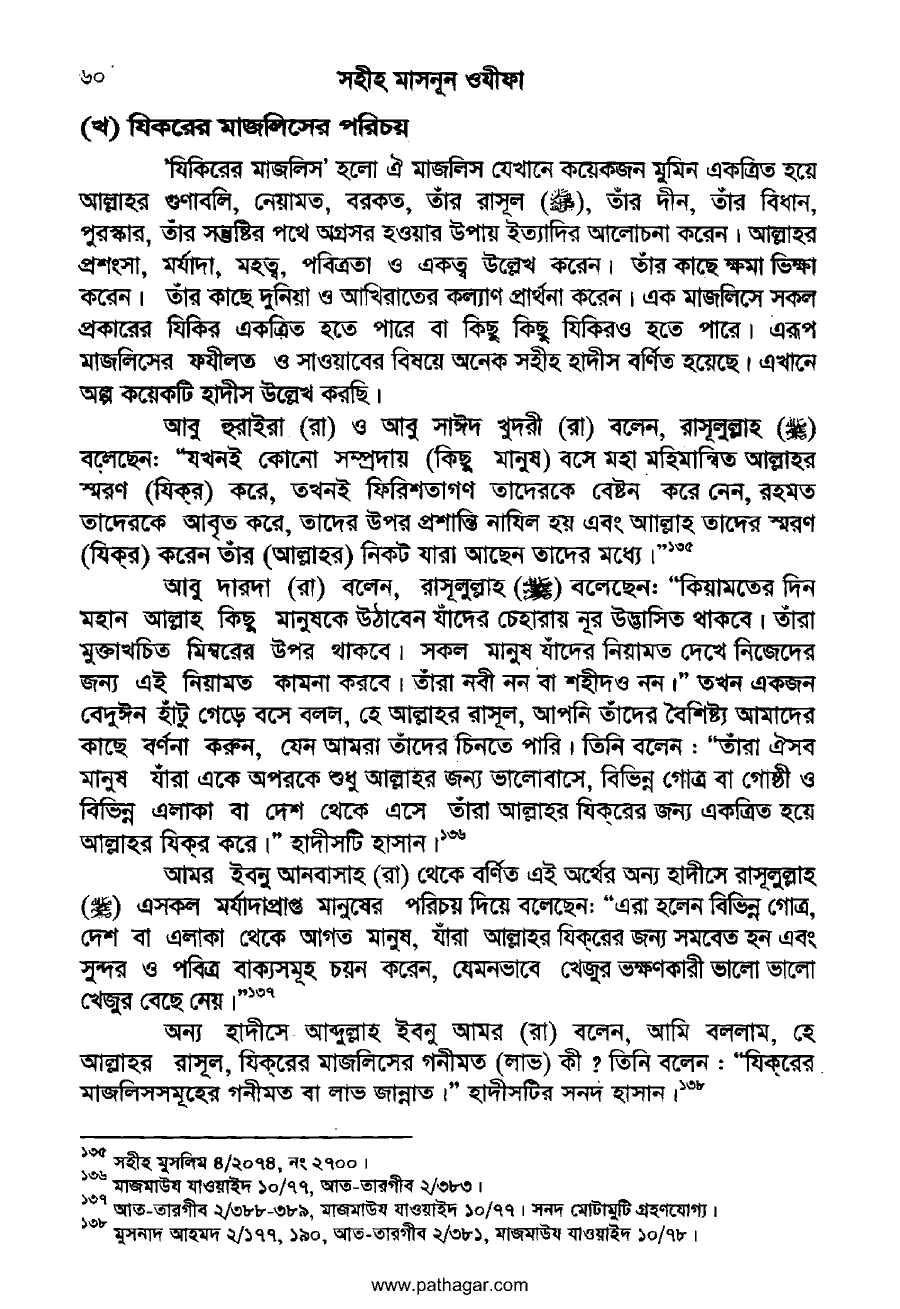 ৬০
সহীহ মাসনূন ওযীফা
(খ) যিকরের মাজলিসের পরিচয়
'যিকিরের মাজলিস' হলো ঐ মাজলিস যেখানে কয়েকজন মুমিন একত্রিত হয়ে
আল্লাহর গুণাবলি, নেয়ামত, বরকত, তাঁর রাসূল (ﷺ), তাঁর দীন, তাঁর বিধান,
পুরস্কার, তাঁর সন্তুষ্টির পথে অগ্রসর হওয়ার উপায় ইত্যাদির আলোচনা করেন। আল্লাহর
প্রশংসা, মর্যাদা, মহত্ব, পবিত্রতা ও একত্ব উল্লেখ করেন। তাঁর কাছে ক্ষমা ভিক্ষা
করেন। তাঁর কাছে দুনিয়া ও আখিরাতের কল্যাণ প্রার্থনা করেন। এক মাজলিসে সকল
প্রকারের যিকির একত্রিত হতে পারে বা কিছু কিছু যিকিরও হতে পারে। এরূপ
মাজলিসের ফযীলত ও সাওয়াবের বিষয়ে অনেক সহীহ হাদীস বর্ণিত হয়েছে। এখানে
অল্প কয়েকটি হাদীস উল্লেখ করছি।
আবু হুরাইরা (রা) ও আবু সাঈদ খুদরী (রা) বলেন, রাসূলুল্লাহ (ﷺ)
বলেছেন: “যখনই কোনো সম্প্রদায় (কিছু মানুষ) বসে মহা মহিমান্বিত আল্লাহর
স্মরণ (যিক্‌র) করে, তখনই ফিরিশতাগণ তাদেরকে বেষ্টন করে নেন, রহমত
তাদেরকে আবৃত করে, তাদের উপর প্রশান্তি নাযিল হয় এবং আাল্লাহ তাদের স্মরণ
(যিক্‌র) করেন তাঁর (আল্লাহর) নিকট যারা আছেন তাদের মধ্যে।”১৩৫
আবু দারদা (রা) বলেন, রাসূলুল্লাহ (ﷺ) বলেছেন: “কিয়ামতের দিন
মহান আল্লাহ কিছু মানুষকে উঠাবেন যাঁদের চেহারায় নূর উদ্ভাসিত থাকবে। তাঁরা
মুক্তাখচিত মিম্বরের উপর থাকবে। সকল মানুষ যাঁদের নিয়ামত দেখে নিজেদের
জন্য এই নিয়ামত কামনা করবে। তাঁরা নবী নন বা শহীদও নন।” তখন একজন
বেদুঈন হাঁটু গেড়ে বসে বলল, হে আল্লাহর রাসূল, আপনি তাঁদের বৈশিষ্ট্য আমাদের
কাছে বর্ণনা করুন, যেন আমরা তাঁদের চিনতে পারি। তিনি বলেন : “তাঁরা ঐসব
মানুষ যাঁরা একে অপরকে শুধু আল্লাহর জন্য ভালোবাসে, বিভিন্ন গোত্র বা গোষ্ঠী ও
বিভিন্ন এলাকা বা দেশ থেকে এসে তাঁরা আল্লাহর যিক্‌রের জন্য একত্রিত হয়ে
আল্লাহর যিক্‌র করে।” হাদীসটি হাসান।১৩৬
আমর ইবনু আনবাসাহ (রা) থেকে বর্ণিত এই অর্থের অন্য হাদীসে রাসূলুল্লাহ
(ﷺ) এসকল মর্যাদাপ্রাপ্ত মানুষের পরিচয় দিয়ে বলেছেন: “এরা হলেন বিভিন্ন গোত্র,
দেশ বা এলাকা থেকে আগত মানুষ, যাঁরা আল্লাহর যিক্‌রের জন্য সমবেত হন এবং
সুন্দর ও পবিত্র বাক্যসমূহ চয়ন করেন, যেমনভাবে খেজুর ভক্ষণকারী ভালো ভালো
খেজুর বেছে নেয়।”১৩৭
অন্য হাদীসে আব্দুল্লাহ ইবনু আমর (রা) বলেন, আমি বললাম, হে
আল্লাহর রাসূল, যিক্‌রের মাজলিসের গনীমত (লাভ) কী ? তিনি বলেন : “যিক্‌রের
মাজলিসসমূহের গনীমত বা লাভ জান্নাত।” হাদীসটির সনদ হাসান।১৩৮
১৩৫ সহীহ মুসলিম ৪/২০৭৪, নং ২৭০০।
১৩৬ মাজমাউয যাওয়াইদ ১০/৭৭, আত-তারগীব ২/৩৮৩।
১৩৭ আত-তারগীব ২/৩৮৮-৩৮৯, মাজমাউয যাওয়াইদ ১০/৭৭। সনদ মোটামুটি গ্রহণযোগ্য।
১৩৮ মুসনাদ আহমদ ২/১৭৭, ১৯০, আত-তারগীব ২/৩৮১, মাজমাউয যাওয়াইদ ১০/৭৮।
www.pathagar.com